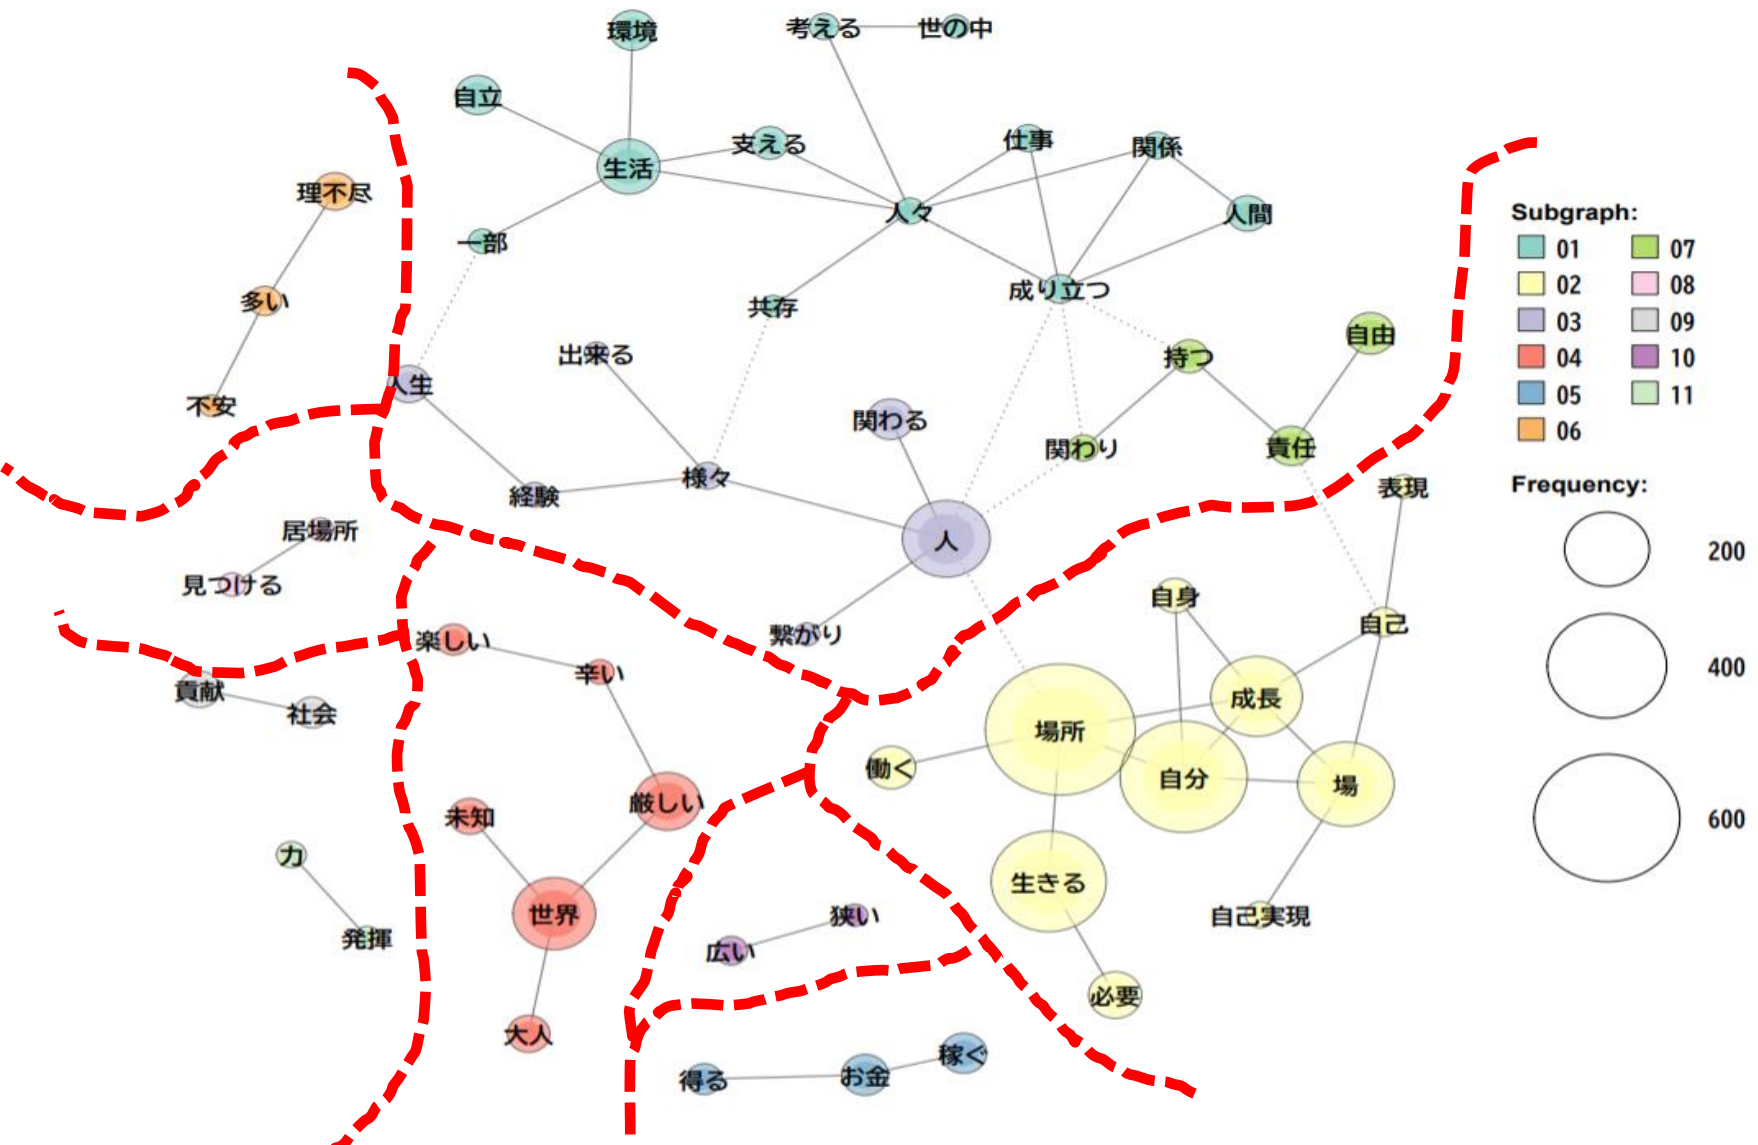 環境
考える
世の中
自立
支える
仕事
関係
生活
理不尽
人々
人間
一部
多い
共存
成り立つ
出来る
持つ
自由
人生
不安
関わる
関わり
責任
様々
経験
表現
居場所
人
見つける
自身
自己
楽しい
繋がり
辛い
貢献
社会
成長
場所
働く
自分
場
未知
厳しい
力
生きる
世界
狭い
自己実現
発揮
広い
必要
大人
稼ぐ
得る
お金
Subgraph:
01 07
02 08
03 09
04 10
05 11
06
Frequency:
200
400
600